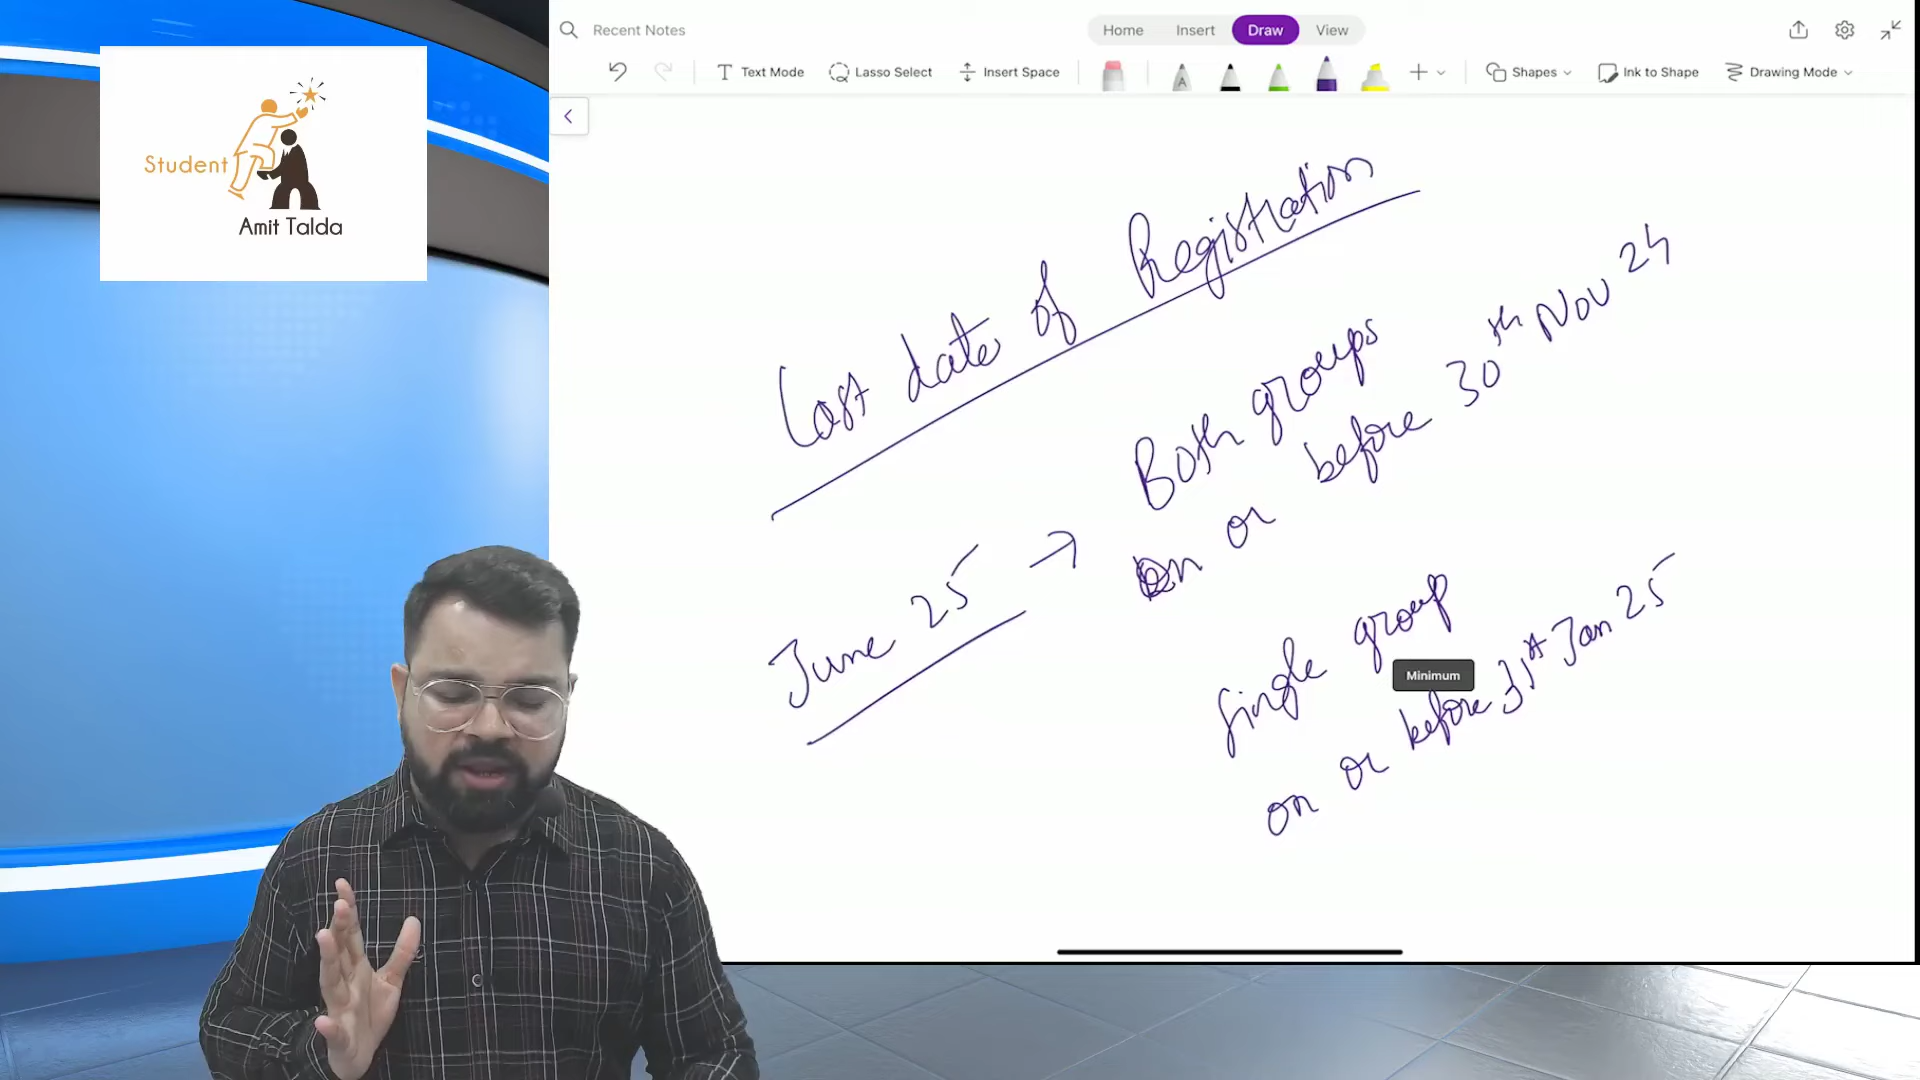 Recent Notes
Home Insert Draw View
Text Mode Lasso Select Insert Space A Shapes Ink to Shape Drawing Mode
Student
Amit Talda
Last date of Registration
June 25 → Both groups
on or before 30th Nov 24
Single group
Minimum
on or before 31st Jan 25